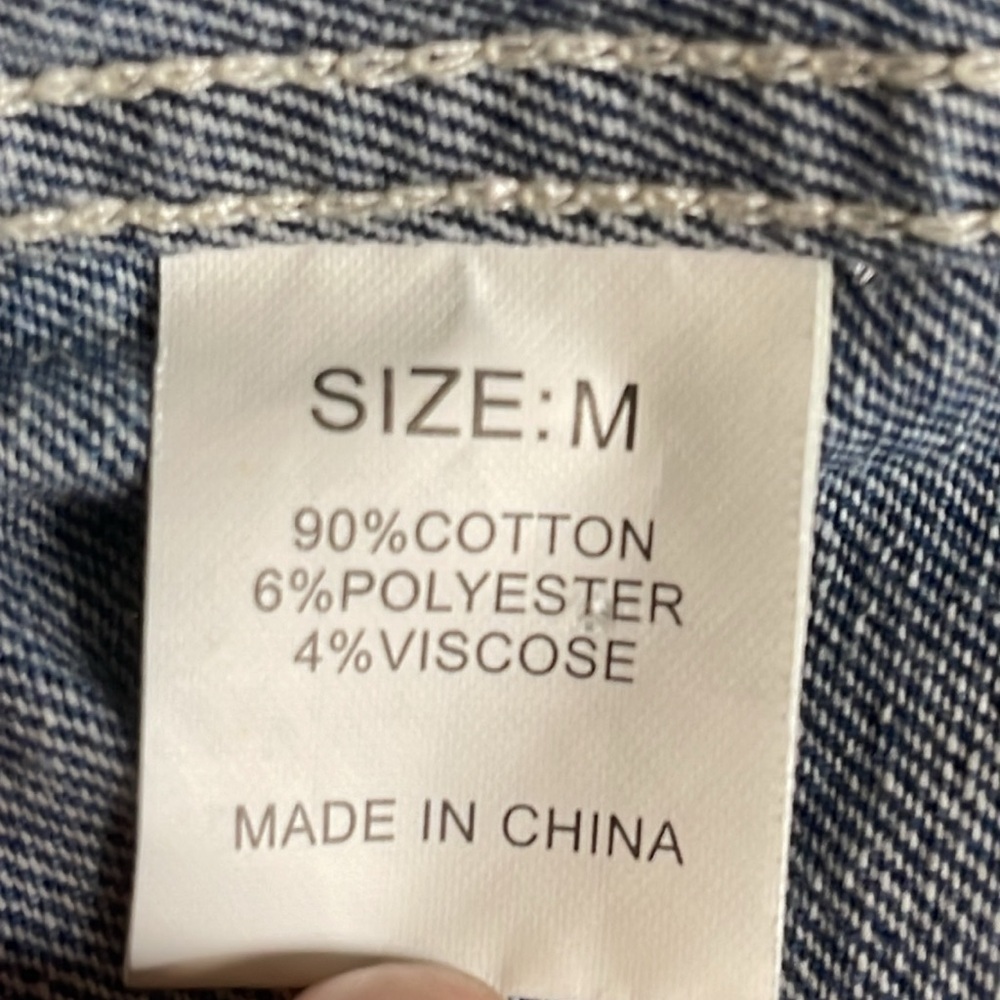 SIZE:M
90%COTTON
6%POLYESTER
4%VISCOSE
MADE IN CHINA